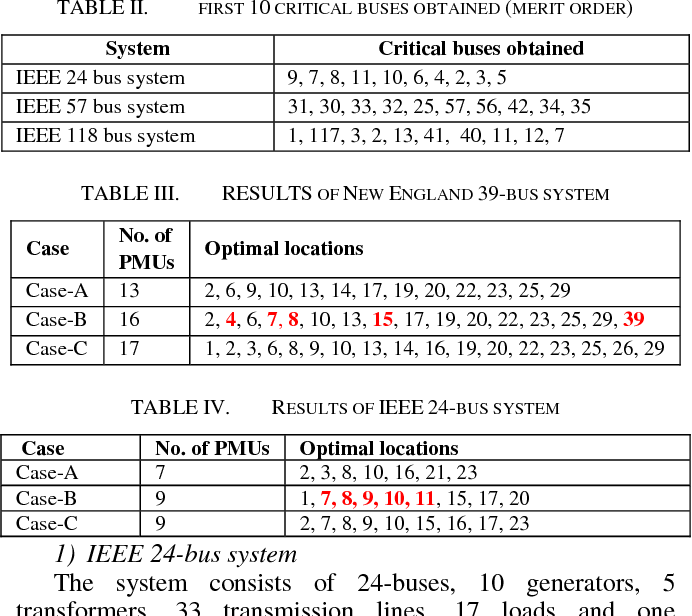 TABLE II. FIRST 10 CRITICAL BUSES OBTAINED (MERIT ORDER)
System Critical buses obtained
IEEE 24 bus system 9, 7, 8, 11, 10, 6, 4, 2, 3, 5
IEEE 57 bus system 31, 30, 33, 32, 25, 57, 56, 42, 34, 35
IEEE 118 bus system 1, 117, 3, 2, 13, 41, 40, 11, 12, 7
TABLE III. RESULTS OF NEW ENGLAND 39-BUS SYSTEM
Case No. of PMUs Optimal locations
Case-A 13 2, 6, 9, 10, 13, 14, 17, 19, 20, 22, 23, 25, 29
Case-B 16 2, 4, 6, 7, 8, 10, 13, 15, 17, 19, 20, 22, 23, 25, 29, 39
Case-C 17 1, 2, 3, 6, 8, 9, 10, 13, 14, 16, 19, 20, 22, 23, 25, 26, 29
TABLE IV. RESULTS OF IEEE 24-BUS SYSTEM
Case No. of PMUs Optimal locations
Case-A 7 2, 3, 8, 10, 16, 21, 23
Case-B 9 1, 7, 8, 9, 10, 11, 15, 17, 20
Case-C 9 2, 7, 8, 9, 10, 15, 16, 17, 23
1) IEEE 24-bus system
The system consists of 24-buses, 10 generators, 5
transformers, 33 transmission lines, 17 loads and one